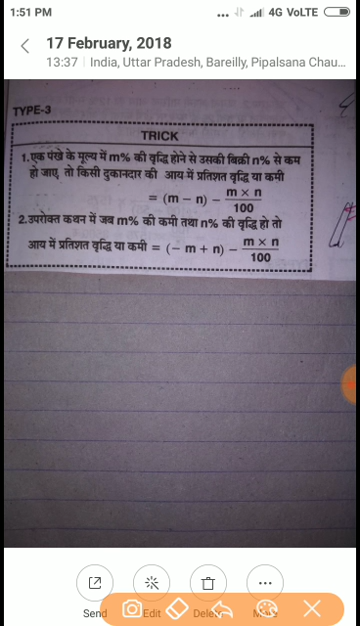 1:51 PM ... 4G VoLTE
17 February, 2018
13:37 India, Uttar Pradesh, Bareilly, Pipalsana Chau...
TYPE-3
TRICK
1.एक पंखे के मूल्य में m% की वृद्धि होने से उसकी बिक्री n% से कम
हो जाए, तो किसी दुकानदार की आय में प्रतिशत वृद्धि या कमी
= (m − n) − m × n / 100
2.उपरोक्त कथन में जब m% की कमी तथा n% की वृद्धि हो तो
आय में प्रतिशत वृद्धि या कमी = (− m + n) − m × n / 100
Send Edit Delete More